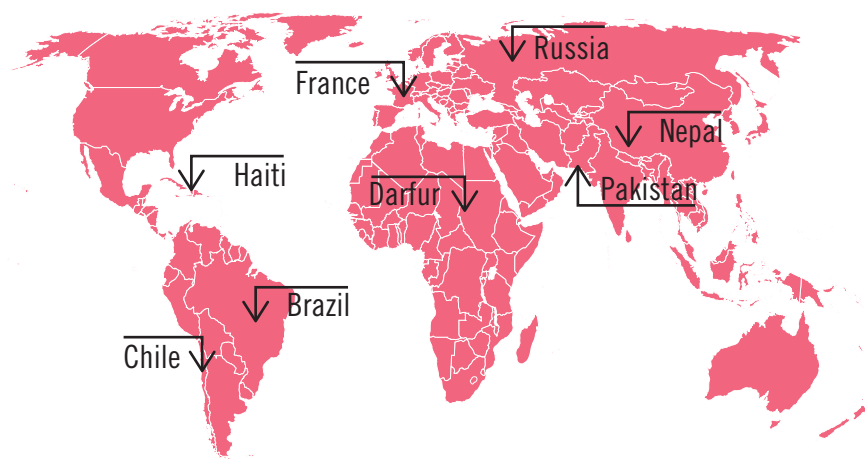 Russia
France
Nepal
Haiti
Darfur
Pakistan
Brazil
Chile